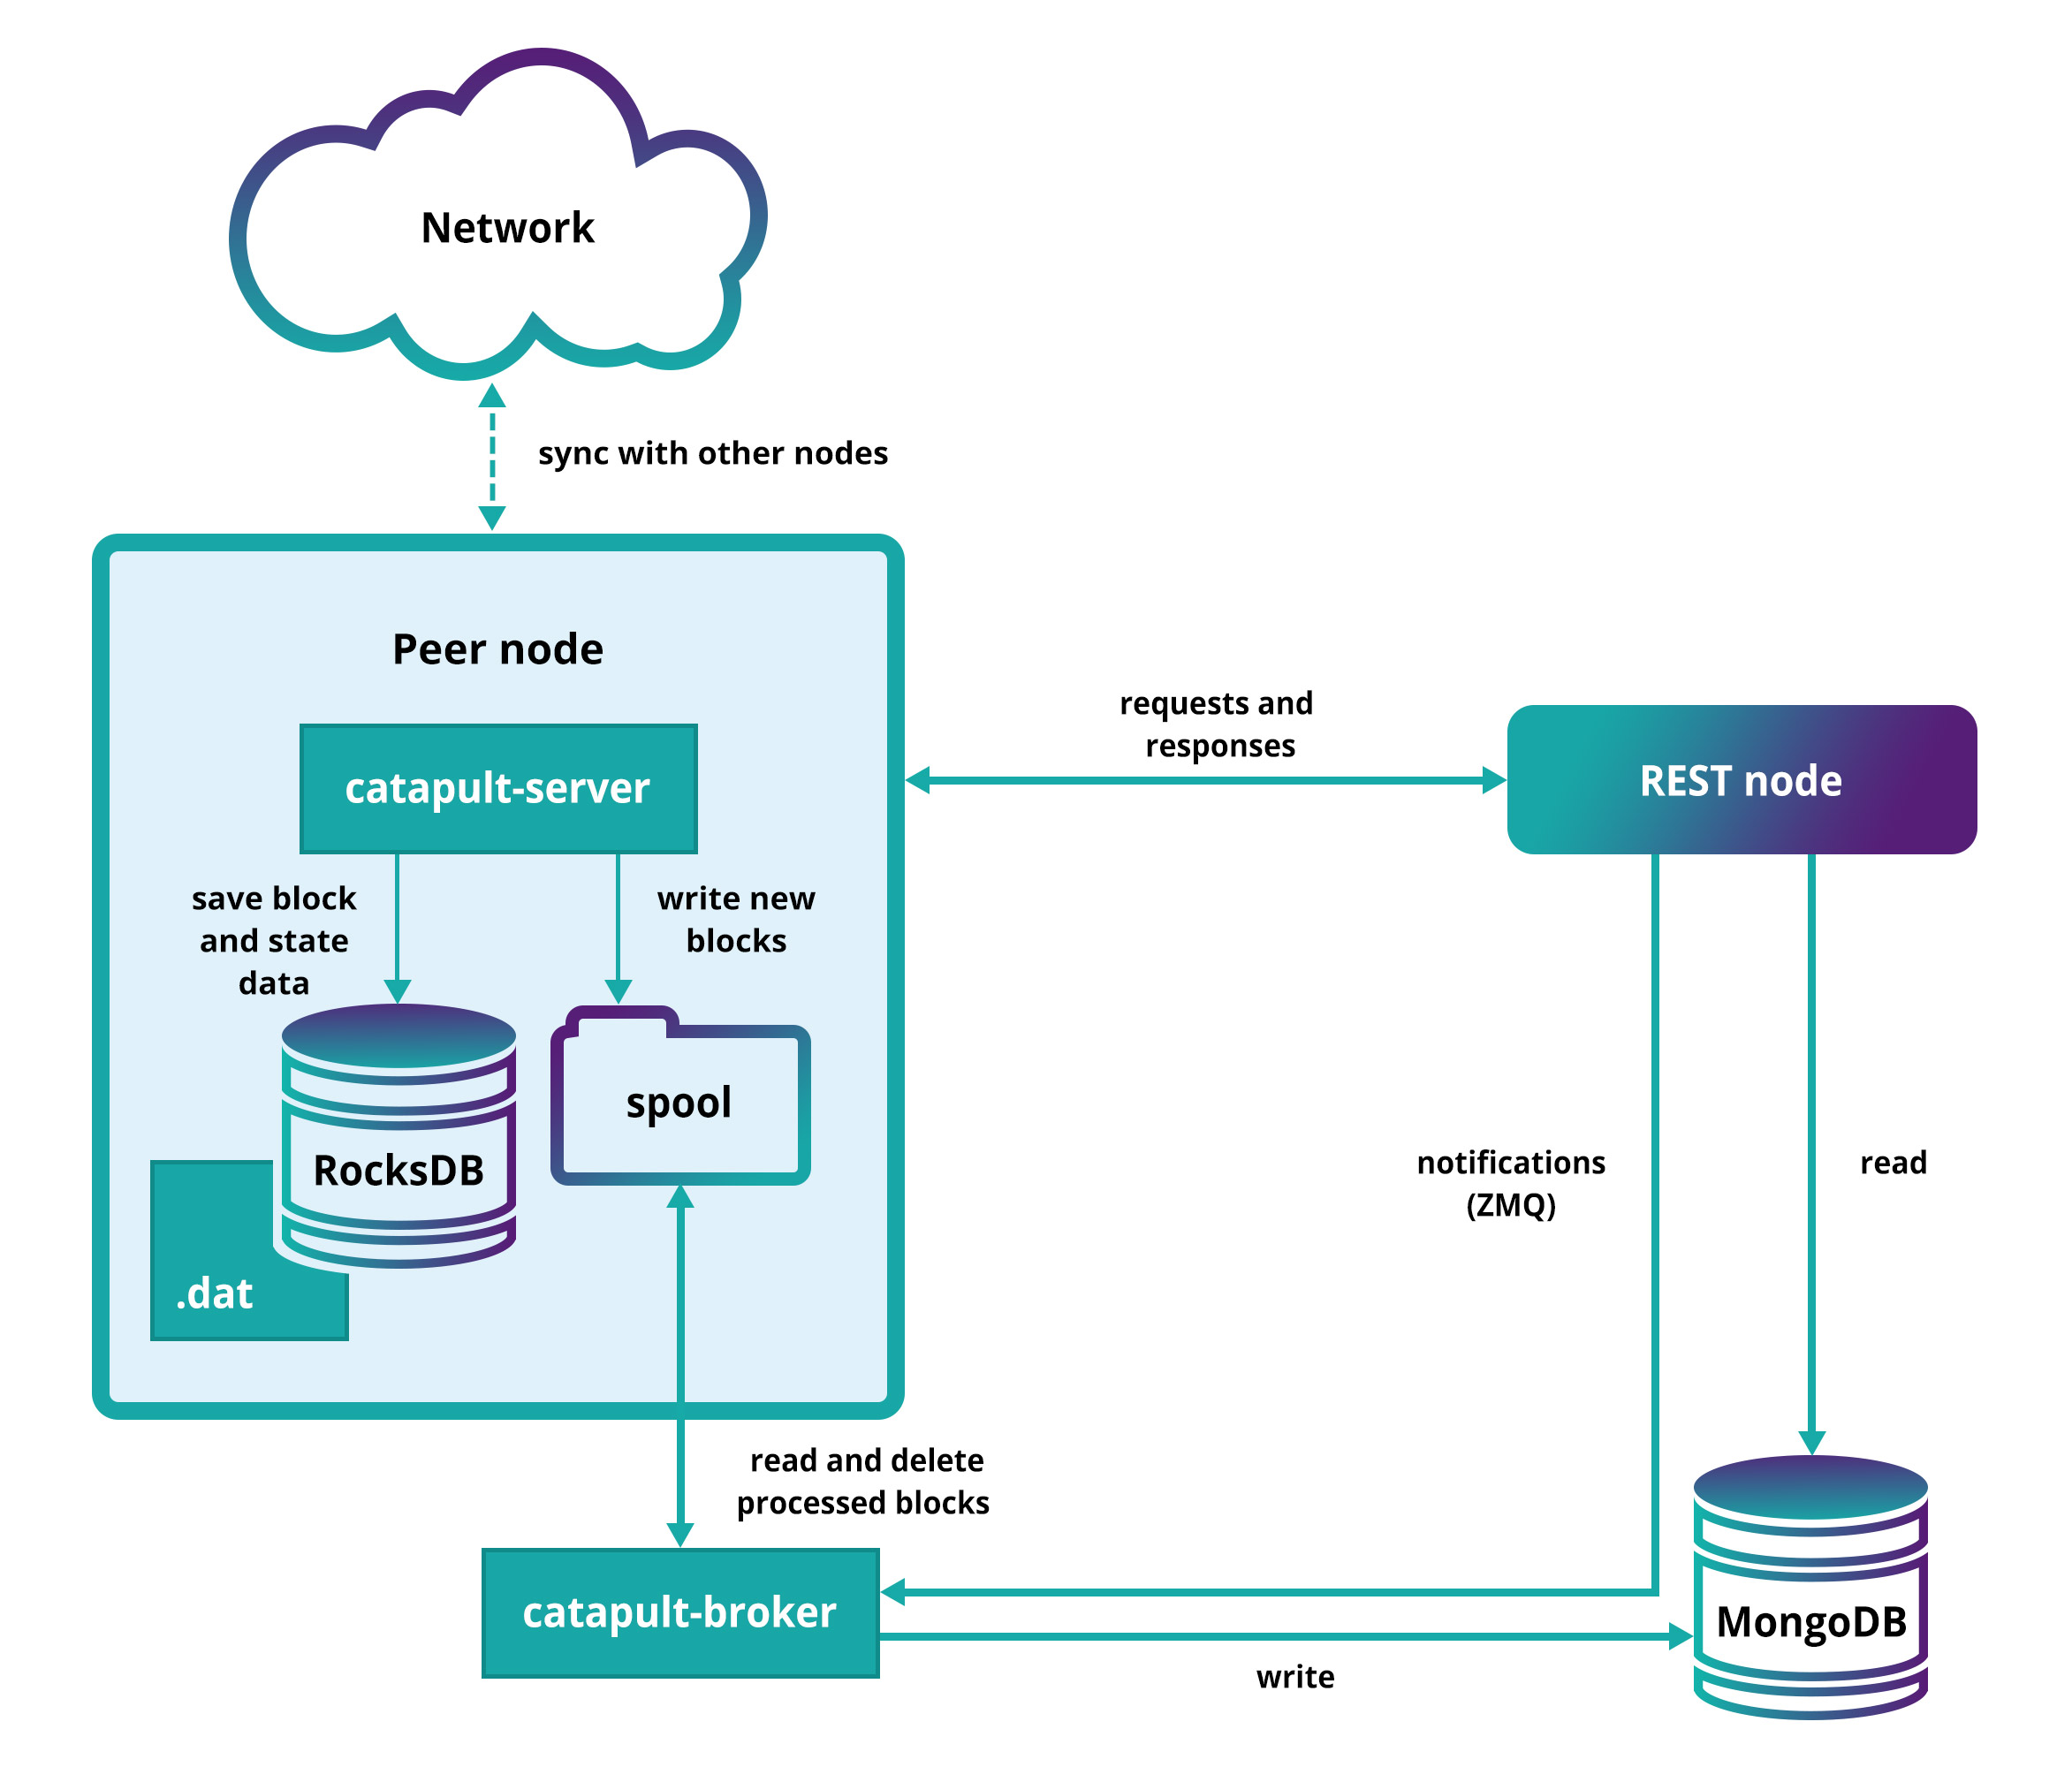 Network
sync with other nodes
Peer node
catapult-server
save block
and state
data
write new
blocks
RocksDB
.dat
spool
requests and
responses
REST node
notifications
(ZMQ)
read
read and delete
processed blocks
catapult-broker
write
MongoDB